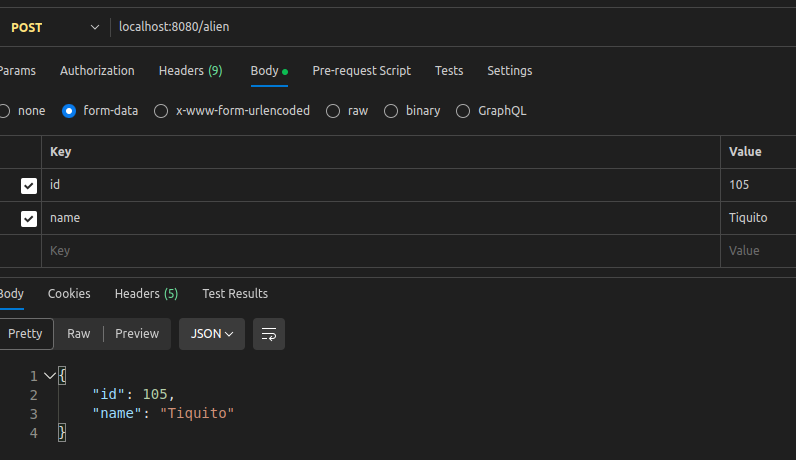 POST localhost:8080/alien
Params Authorization Headers (9) Body Pre-request Script Tests Settings
none form-data x-www-form-urlencoded raw binary GraphQL
Key Value
id 105
name Tiquito
Key Value
Body Cookies Headers (5) Test Results
Pretty Raw Preview JSON
1 {
2 "id": 105,
3 "name": "Tiquito"
4 }